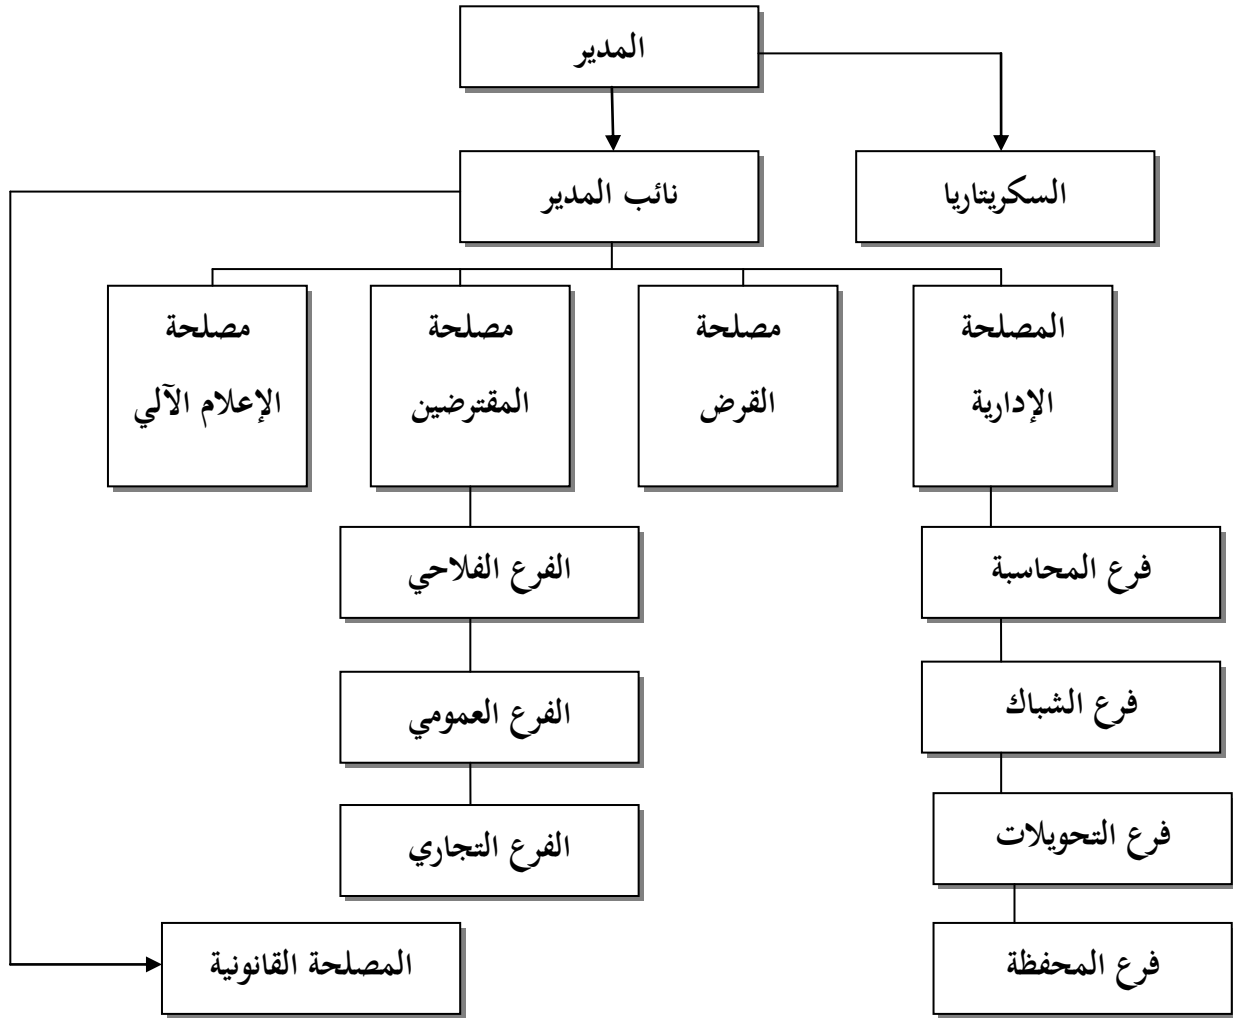 المدير
السكريتاريا
نائب المدير
المصلحة
الإدارية
مصلحة
القرض
مصلحة
المقترضين
مصلحة
الإعلام الآلي
فرع المحاسبة
الفرع الفلاحي
فرع الشباك
الفرع العمومي
فرع التحويلات
الفرع التجاري
فرع المحفظة
المصلحة القانونية